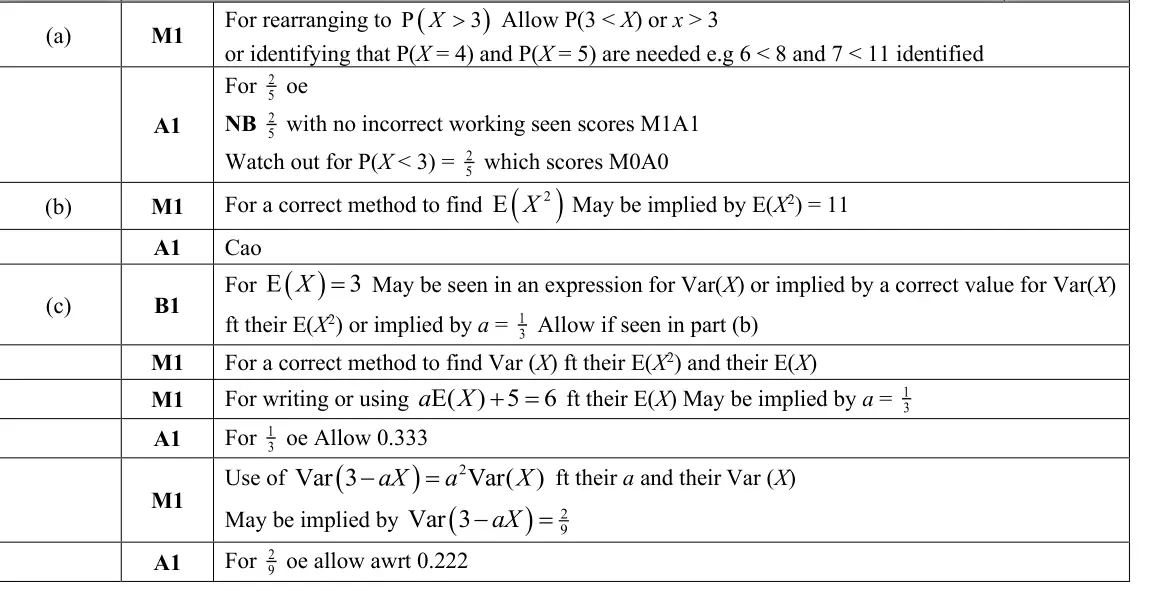 (a) M1 For rearranging to P(X > 3) Allow P(3 < X) or x > 3
or identifying that P(X = 4) and P(X = 5) are needed e.g 6 < 8 and 7 < 11 identified
For 2/5 oe
A1 NB 2/5 with no incorrect working seen scores M1A1
Watch out for P(X < 3) = 2/5 which scores M0A0
(b) M1 For a correct method to find E(X²) May be implied by E(X²) = 11
A1 Cao
(c) B1 For E(X) = 3 May be seen in an expression for Var(X) or implied by a correct value for Var(X)
ft their E(X²) or implied by a = 1/3 Allow if seen in part (b)
M1 For a correct method to find Var (X) ft their E(X²) and their E(X)
M1 For writing or using aE(X) + 5 = 6 ft their E(X) May be implied by a = 1/3
A1 For 1/3 oe Allow 0.333
M1 Use of Var(3 − aX) = a²Var(X) ft their a and their Var (X)
May be implied by Var(3 − aX) = 2/9
A1 For 2/9 oe allow awrt 0.222